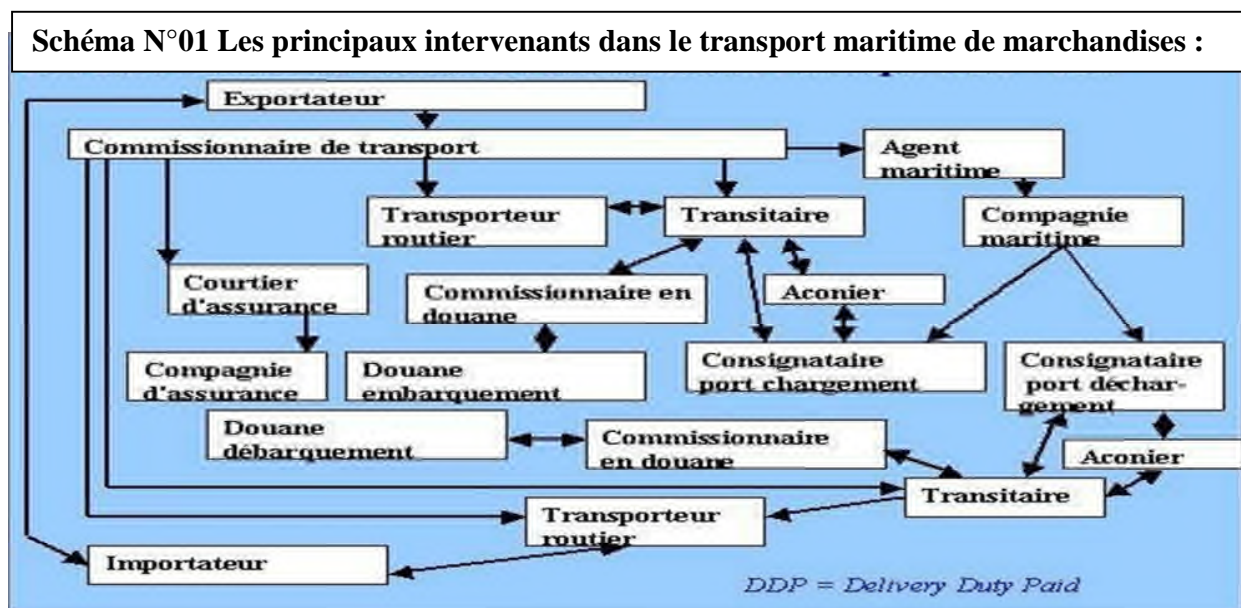 Schéma N°01 Les principaux intervenants dans le transport maritime de marchandises :
Exportateur
Commissionnaire de transport
Agent
maritime
Transporteur
routier
Transitaire
Compagnie
maritime
Courtier
d'assurance
Commissionnaire en
douane
Aconier
Compagnie
d'assurance
Douane
embarquement
Consignataire
port chargement
Consignataire
port déchar-
gement
Douane
débarquement
Commissionnaire
en douane
Aconier
Transitaire
Transporteur
routier
Importateur
DDP = Delivery Duty Paid